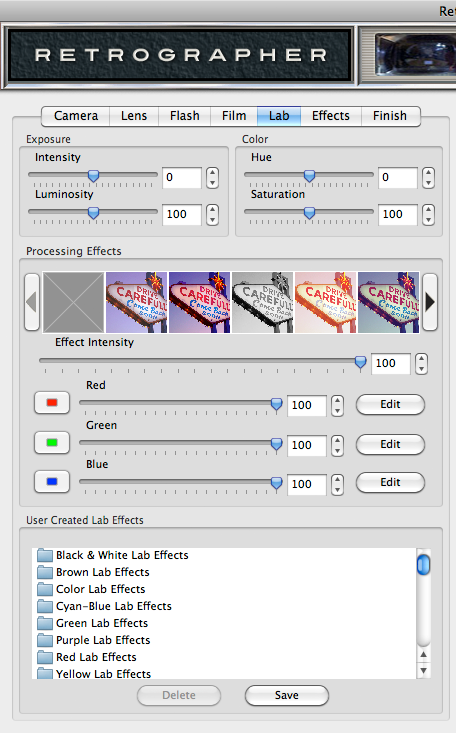 Ret
RETROGRAPHER
Camera Lens Flash Film Lab Effects Finish
Exposure
Color
Intensity
0
Hue
0
Luminosity
100
Saturation
100
Processing Effects
DRIVE
CAREFULLY
Come Back
SOON
DRIVE
CAREFULLY
Come Back
SOON
DRIVE
CAREFULLY
Come Back
SOON
DRIVE
CAREFULLY
Come Back
SOON
DRIVE
CAREFULLY
Come Back
SOON
Effect Intensity
100
Red
100 Edit
Green
100 Edit
Blue
100 Edit
User Created Lab Effects
Black & White Lab Effects
Brown Lab Effects
Color Lab Effects
Cyan-Blue Lab Effects
Green Lab Effects
Purple Lab Effects
Red Lab Effects
Yellow Lab Effects
Delete Save